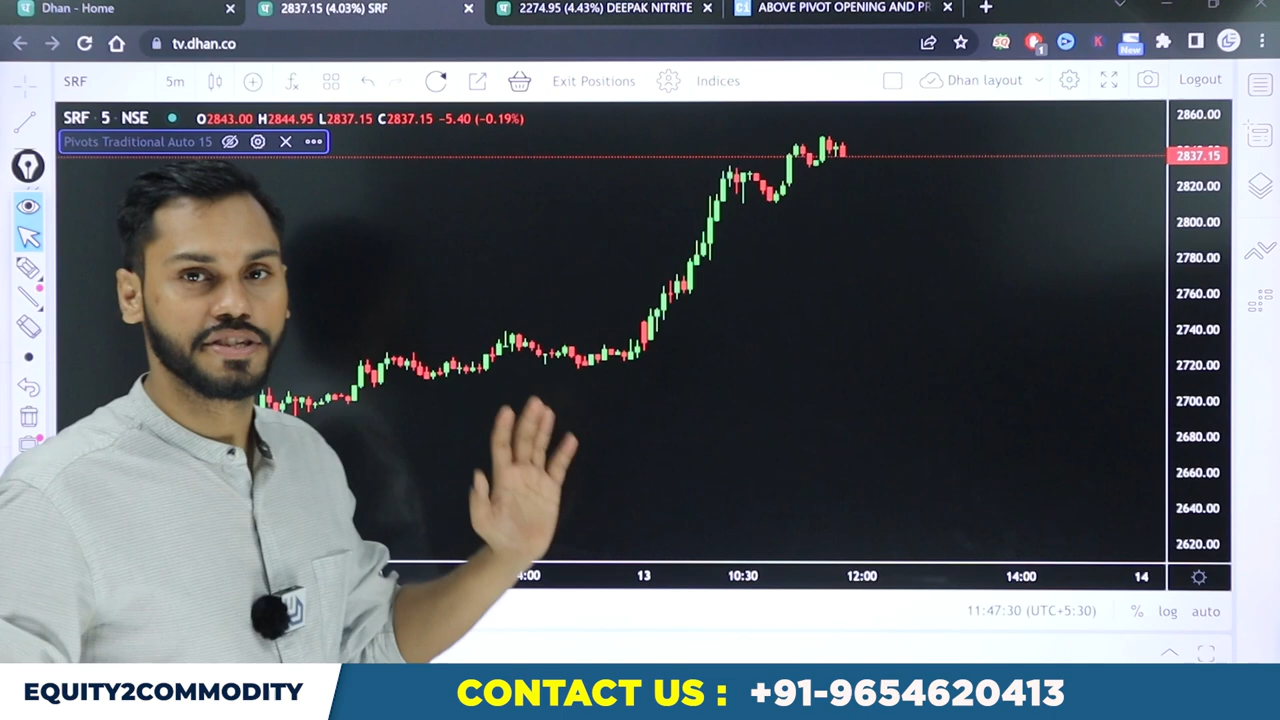 Dhan - Home
2837.15 (4.03%) SRF
2274.95 (4.43%) DEEPAK NITRITE
ABOVE PIVOT OPENING AND PR
tv.dhan.co
1
New
SRF
5m
Exit Positions
Indices
Dhan layout
Logout
SRF · 5 · NSE
O2843.00 H2844.95 L2837.15 C2837.15 -5.40 (-0.19%)
Pivots Traditional Auto 15
2860.00
2837.15
2820.00
2800.00
2780.00
2760.00
2740.00
2720.00
2700.00
2680.00
2660.00
2640.00
2620.00
:00
13
10:30
12:00
14:00
14
11:47:30 (UTC+5:30)
%
log
auto
EQUITY2COMMODITY
CONTACT US : +91-9654620413